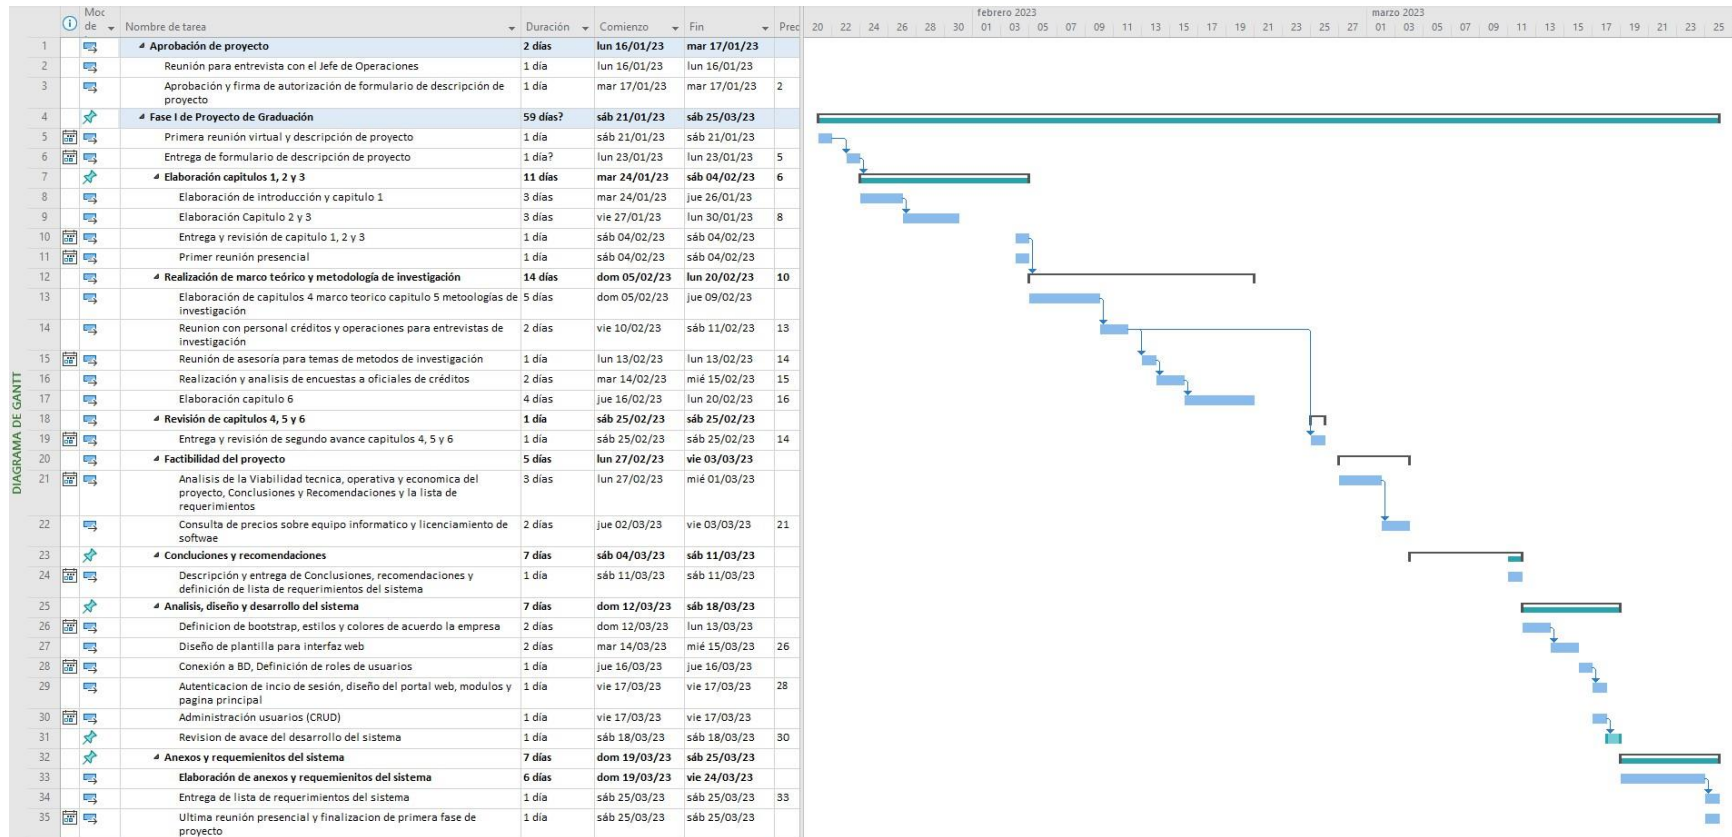 febrero 2023 marzo 2023
Moc
de Nombre de tarea Duración Comienzo Fin Prec 20 22 24 26 28 30 01 03 05 07 09 11 13 15 17 19 21 23 25 27 01 03 05 07 09 11 13 15 17 19 21 23 25
1 Aprobación de proyecto 2 días lun 16/01/23 mar 17/01/23
2 Reunión para entrevista con el Jefe de Operaciones 1 día lun 16/01/23 lun 16/01/23
3 Aprobación y firma de autorización de formulario de descripción de 1 día mar 17/01/23 mar 17/01/23 2
proyecto
4 Fase I de Proyecto de Graduación 59 días? sáb 21/01/23 sáb 25/03/23
5 Primera reunión virtual y descripción de proyecto 1 día sáb 21/01/23 sáb 21/01/23
6 Entrega de formulario de descripción de proyecto 1 día? lun 23/01/23 lun 23/01/23 5
7 Elaboración capitulos 1, 2 y 3 11 días mar 24/01/23 sáb 04/02/23 6
8 Elaboración de introducción y capitulo 1 3 días mar 24/01/23 jue 26/01/23
9 Elaboración Capitulo 2 y 3 3 días vie 27/01/23 lun 30/01/23 8
10 Entrega y revisión de capitulo 1, 2 y 3 1 día sáb 04/02/23 sáb 04/02/23
11 Primer reunión presencial 1 día sáb 04/02/23 sáb 04/02/23
12 Realización de marco teórico y metodología de investigación 14 días dom 05/02/23 lun 20/02/23 10
13 Elaboración de capitulos 4 marco teorico capitulo 5 metoologías de 5 días dom 05/02/23 jue 09/02/23
investigación
14 Reunion con personal créditos y operaciones para entrevistas de 2 días vie 10/02/23 sáb 11/02/23 13
investigación
15 Reunión de asesoría para temas de metodos de investigación 1 día lun 13/02/23 lun 13/02/23 14
16 Realización y analisis de encuestas a oficiales de créditos 2 días mar 14/02/23 mié 15/02/23 15
17 Elaboración capitulo 6 4 días jue 16/02/23 lun 20/02/23 16
18 Revisión de capitulos 4, 5 y 6 1 día sáb 25/02/23 sáb 25/02/23
19 Entrega y revisión de segundo avance capitulos 4, 5 y 6 1 día sáb 25/02/23 sáb 25/02/23 14
20 Factibilidad del proyecto 5 días lun 27/02/23 vie 03/03/23
21 Analisis de la Viabilidad tecnica, operativa y economica del 3 días lun 27/02/23 mié 01/03/23
proyecto, Conclusiones y Recomendaciones y la lista de
requerimientos
22 Consulta de precios sobre equipo informatico y licenciamiento de 2 días jue 02/03/23 vie 03/03/23 21
softwae
23 Concluciones y recomendaciones 7 días sáb 04/03/23 sáb 11/03/23
24 Descripción y entrega de Conclusiones, recomendaciones y 1 día sáb 11/03/23 sáb 11/03/23
definición de lista de requerimientos del sistema
25 Analisis, diseño y desarrollo del sistema 7 días dom 12/03/23 sáb 18/03/23
26 Definicion de bootstrap, estilos y colores de acuerdo la empresa 2 días dom 12/03/23 lun 13/03/23
27 Diseño de plantilla para interfaz web 2 días mar 14/03/23 mié 15/03/23 26
28 Conexión a BD, Definición de roles de usuarios 1 día jue 16/03/23 jue 16/03/23
29 Autenticacion de incio de sesión, diseño del portal web, modulos y 1 día vie 17/03/23 vie 17/03/23 28
pagina principal
30 Administración usuarios (CRUD) 1 día vie 17/03/23 vie 17/03/23
31 Revision de avace del desarrollo del sistema 1 día sáb 18/03/23 sáb 18/03/23 30
32 Anexos y requemienitos del sistema 7 días dom 19/03/23 sáb 25/03/23
33 Elaboración de anexos y requemienitos del sistema 6 días dom 19/03/23 vie 24/03/23
34 Entrega de lista de requerimientos del sistema 1 día sáb 25/03/23 sáb 25/03/23 33
35 Ultima reunión presencial y finalizacion de primera fase de 1 día sáb 25/03/23 sáb 25/03/23
proyecto
DIAGRAMA DE GANTT